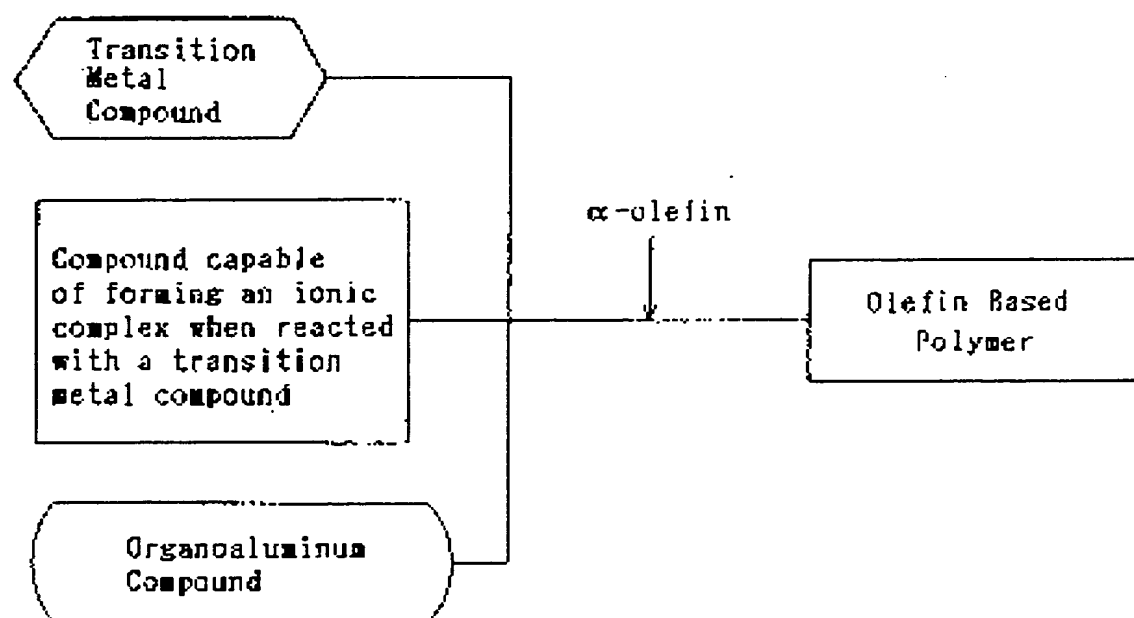 Transition
Metal
Compound
α-olefin
Compound capable
of forming an ionic
complex when reacted
with a transition
metal compound
Olefin Based
Polymer
Organoaluminum
Compound